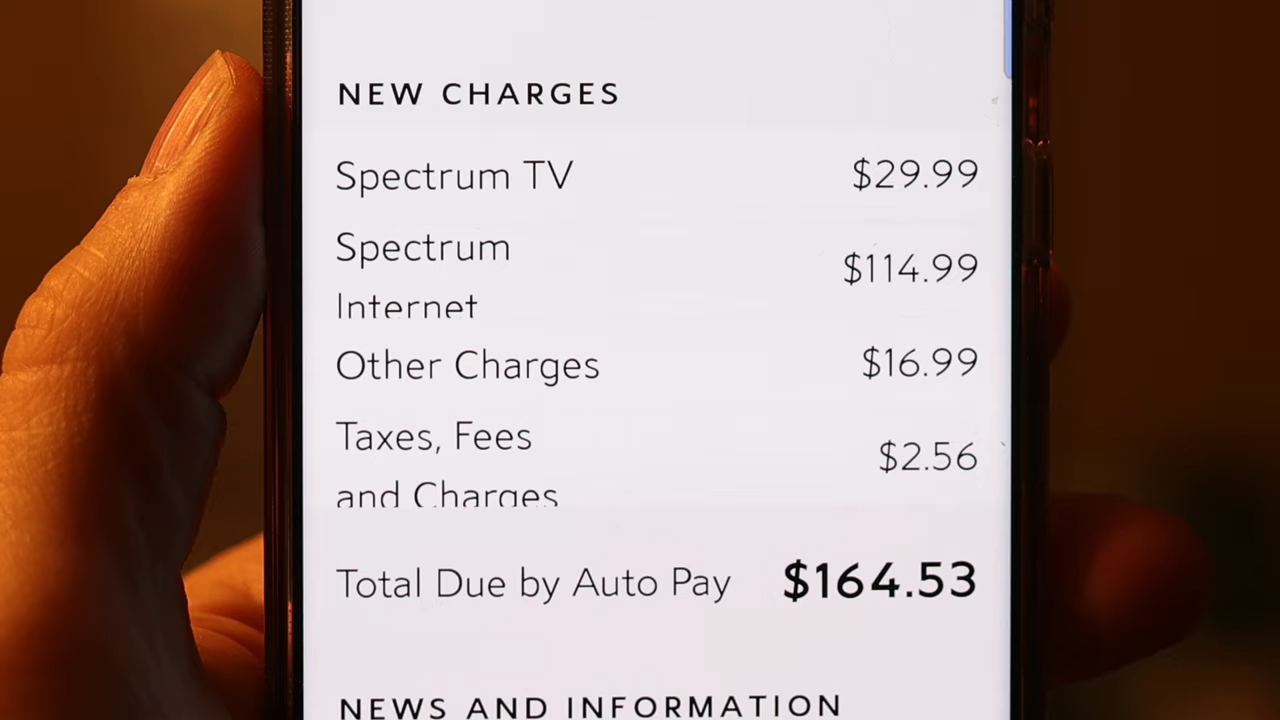 NEW CHARGES
Spectrum TV $29.99
Spectrum
Internet $114.99
Other Charges $16.99
Taxes, Fees
and Charges $2.56
Total Due by Auto Pay $164.53
NEWS AND INFORMATION